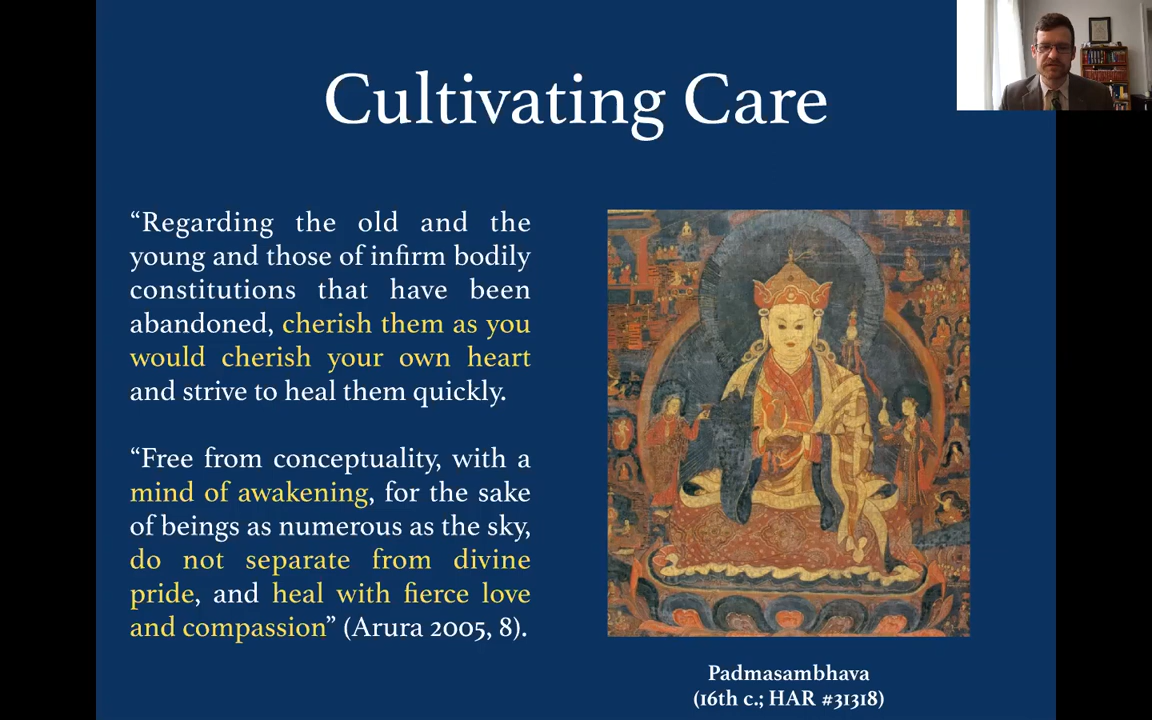 Cultivating Care
“Regarding the old and the
young and those of infirm bodily
constitutions that have been
abandoned, cherish them as you
would cherish your own heart
and strive to heal them quickly.
“Free from conceptuality, with a
mind of awakening, for the sake
of beings as numerous as the sky,
do not separate from divine
pride, and heal with fierce love
and compassion” (Arura 2005, 8).
Padmasambhava
(16th c.; HAR #31318)